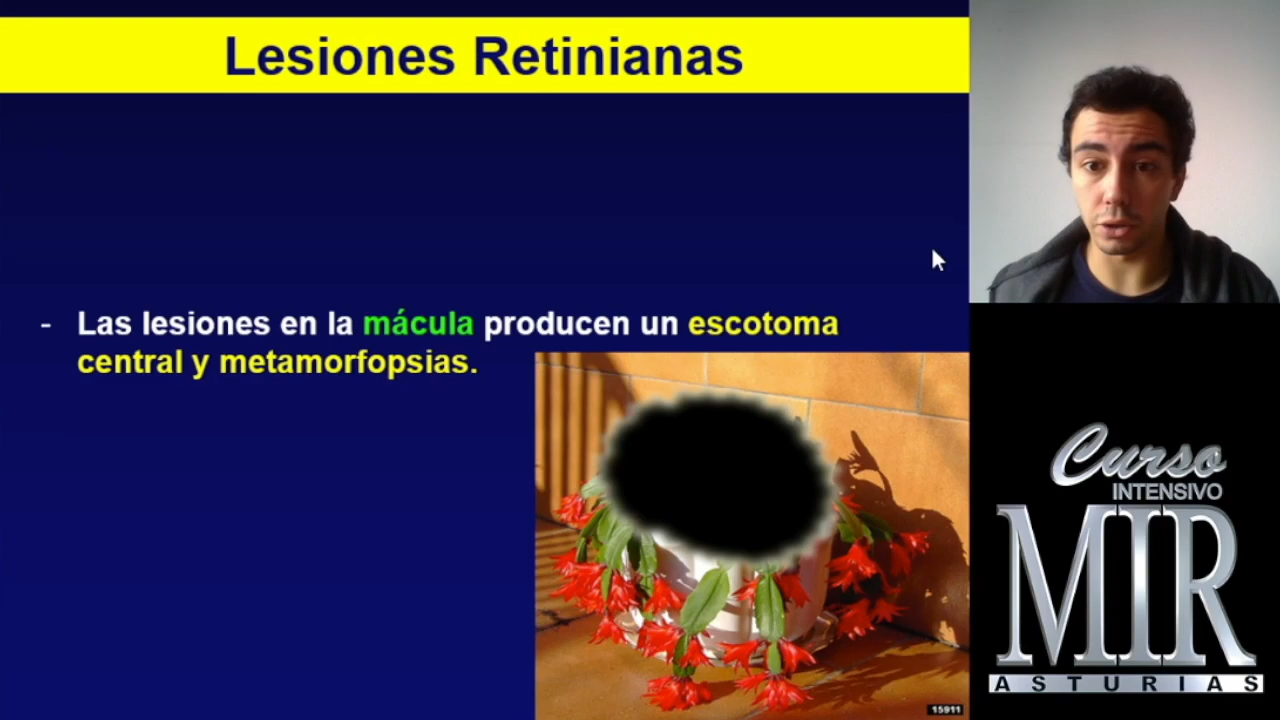 Lesiones Retinianas
- Las lesiones en la mácula producen un escotoma
central y metamorfopsias.
15911
Curso
INTENSIVO
MIR
ASTURIAS